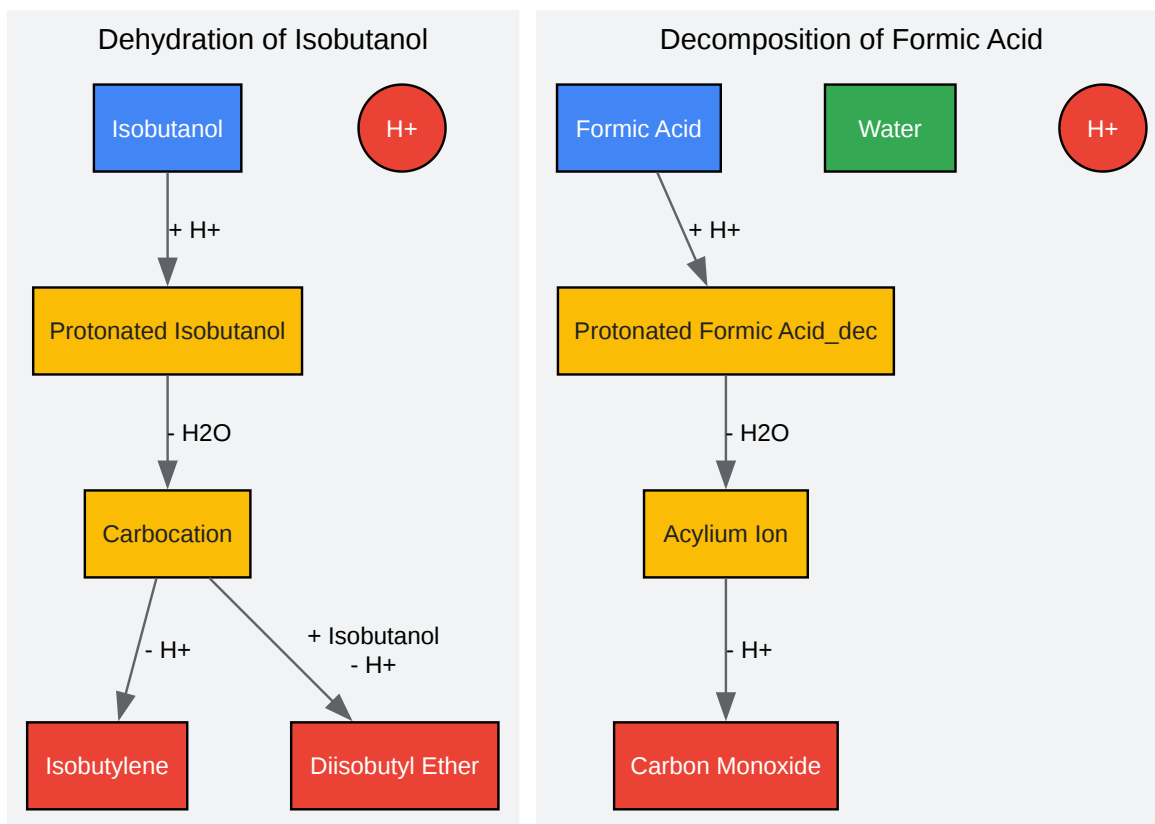 Dehydration of Isobutanol
Isobutanol
H+
+ H+
Protonated Isobutanol
- H2O
Carbocation
- H+
+ Isobutanol
- H+
Isobutylene
Diisobutyl Ether
Decomposition of Formic Acid
Formic Acid
Water
H+
+ H+
Protonated Formic Acid_dec
- H2O
Acylium Ion
- H+
Carbon Monoxide